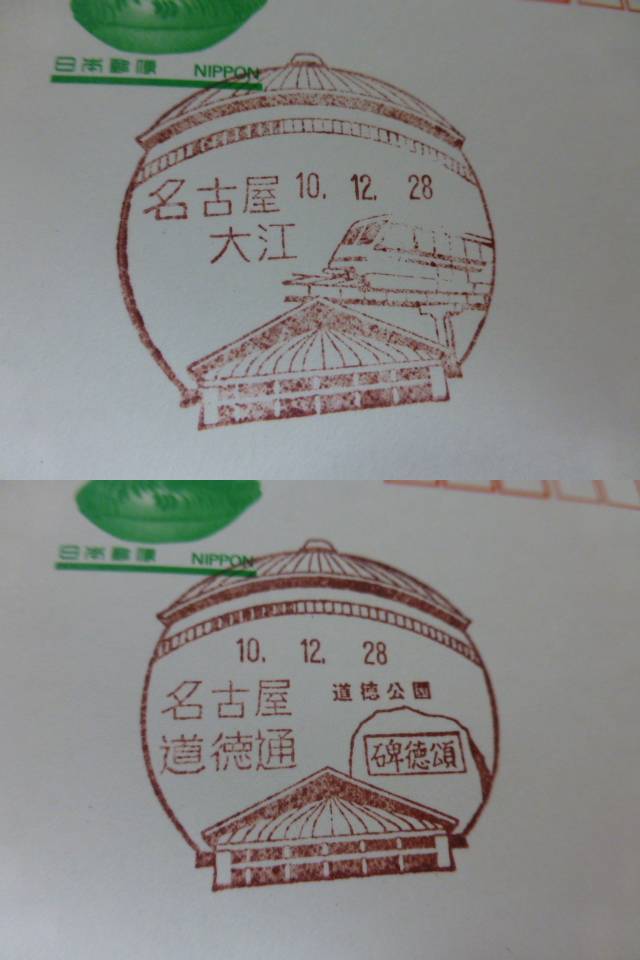 日本郵便 NIPPON
名古屋 10. 12. 28
大江
日本郵便 NIPPON
10. 12. 28
名古屋 道徳公園
道徳通
碑徳頌